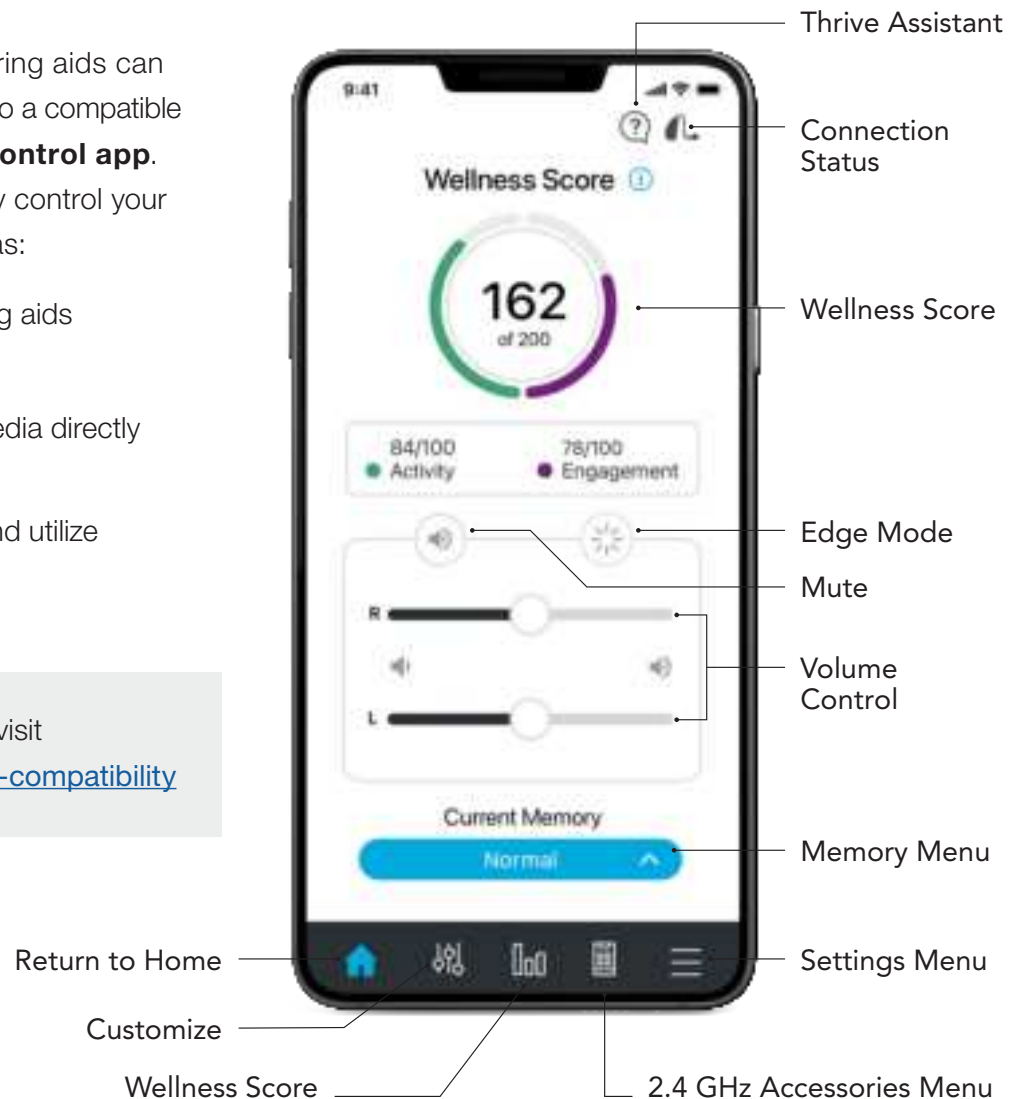 ring aids can
o a compatible
ontrol app.
y control your
as:
g aids
edia directly
nd utilize
visit
-compatibility
9:41
Wellness Score
162
of 200
84/100
Activity
78/100
Engagement
R
L
Current Memory
Normal
Thrive Assistant
Connection
Status
Wellness Score
Edge Mode
Mute
Volume
Control
Memory Menu
Settings Menu
Return to Home
Customize
Wellness Score
2.4 GHz Accessories Menu